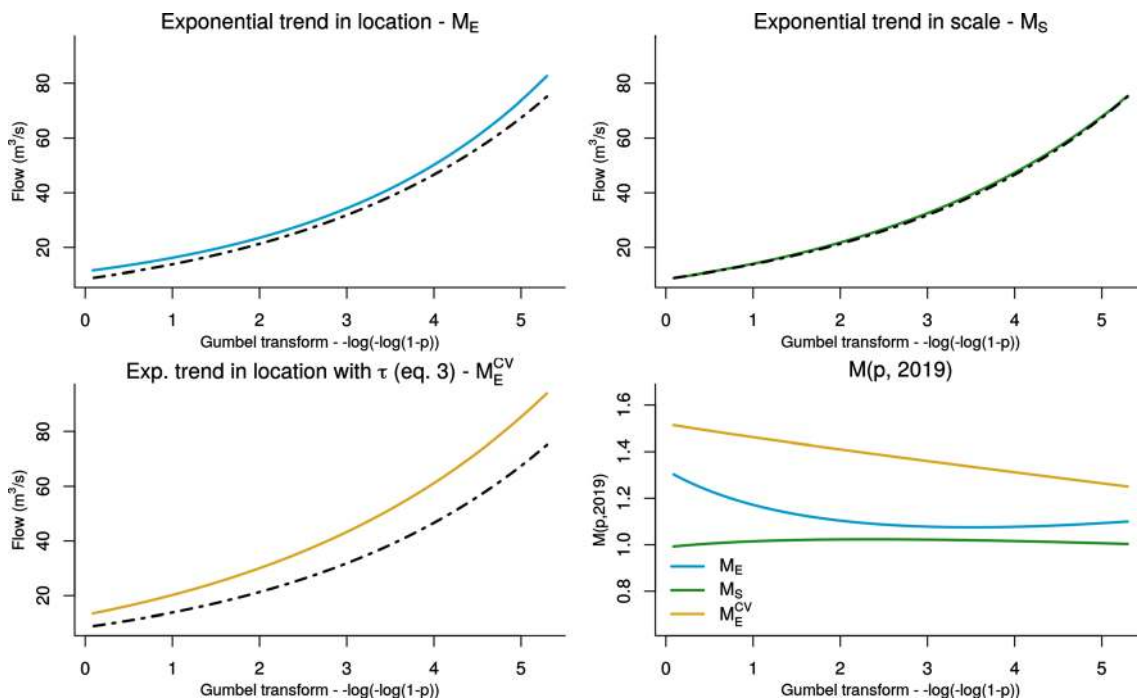 Exponential trend in location - M_E
Flow (m³/s)
20 40 60 80
0 1 2 3 4 5
Gumbel transform - -log(-log(1-p))
Exponential trend in scale - M_S
Flow (m³/s)
20 40 60 80
0 1 2 3 4 5
Gumbel transform - -log(-log(1-p))
Exp. trend in location with τ (eq. 3) - M_E^CV
Flow (m³/s)
20 40 60 80
0 1 2 3 4 5
Gumbel transform - -log(-log(1-p))
M(p, 2019)
M(p,2019)
0.8 1.0 1.2 1.4 1.6
M_E
M_S
M_E^CV
0 1 2 3 4 5
Gumbel transform - -log(-log(1-p))